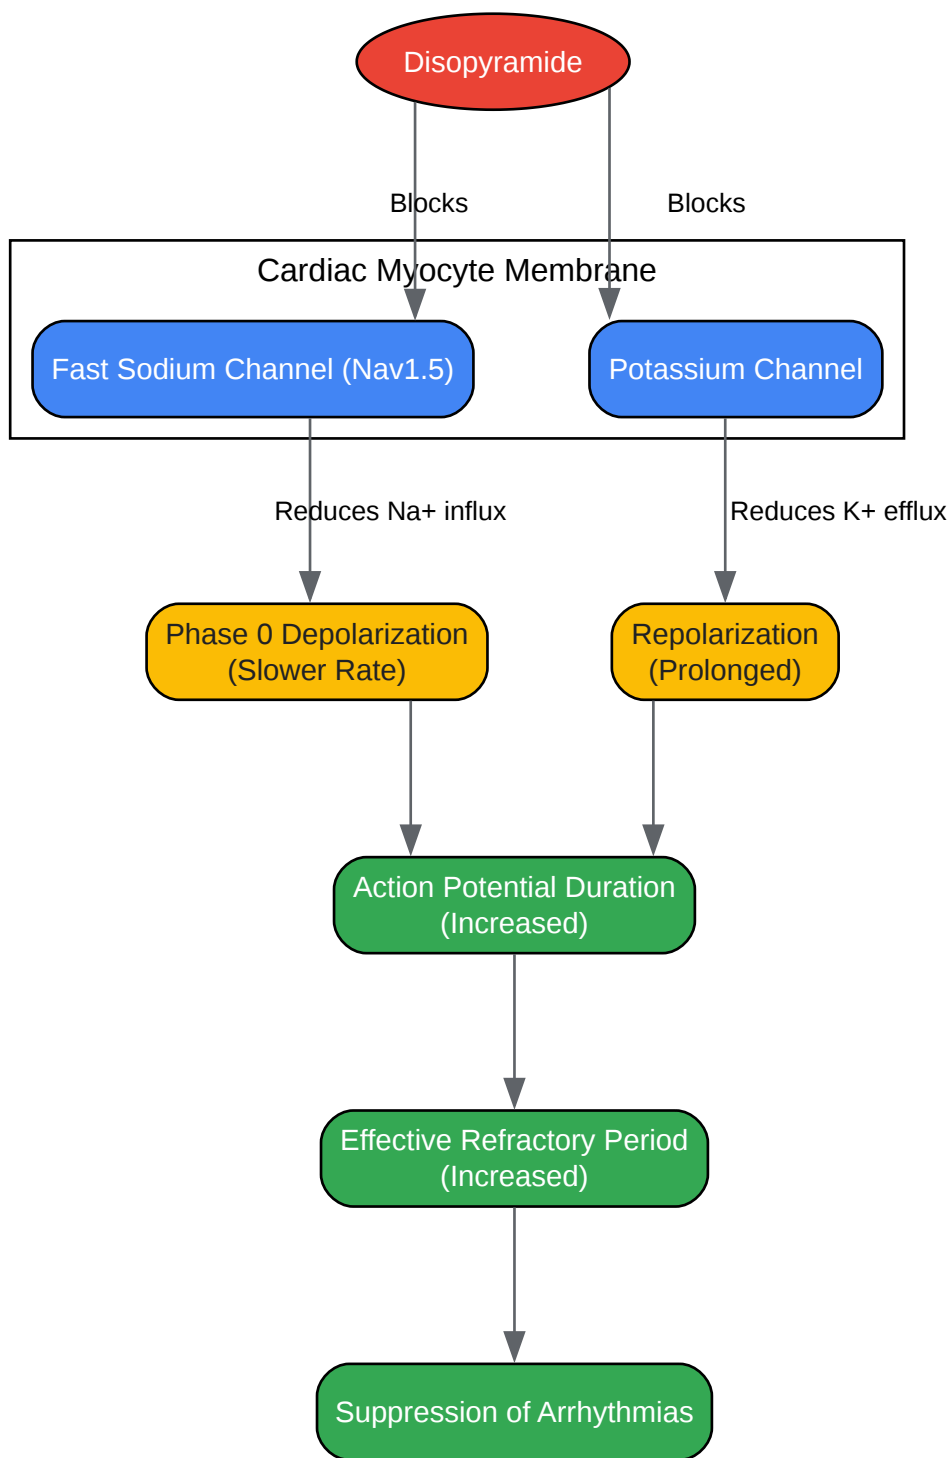 Disopyramide
Blocks
Blocks
Cardiac Myocyte Membrane
Fast Sodium Channel (Nav1.5)
Potassium Channel
Reduces Na+ influx
Reduces K+ efflux
Phase 0 Depolarization
(Slower Rate)
Repolarization
(Prolonged)
Action Potential Duration
(Increased)
Effective Refractory Period
(Increased)
Suppression of Arrhythmias